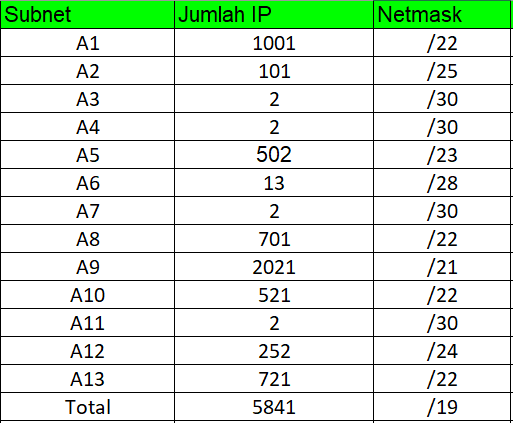 Subnet Jumlah IP Netmask
A1 1001 /22
A2 101 /25
A3 2 /30
A4 2 /30
A5 502 /23
A6 13 /28
A7 2 /30
A8 701 /22
A9 2021 /21
A10 521 /22
A11 2 /30
A12 252 /24
A13 721 /22
Total 5841 /19